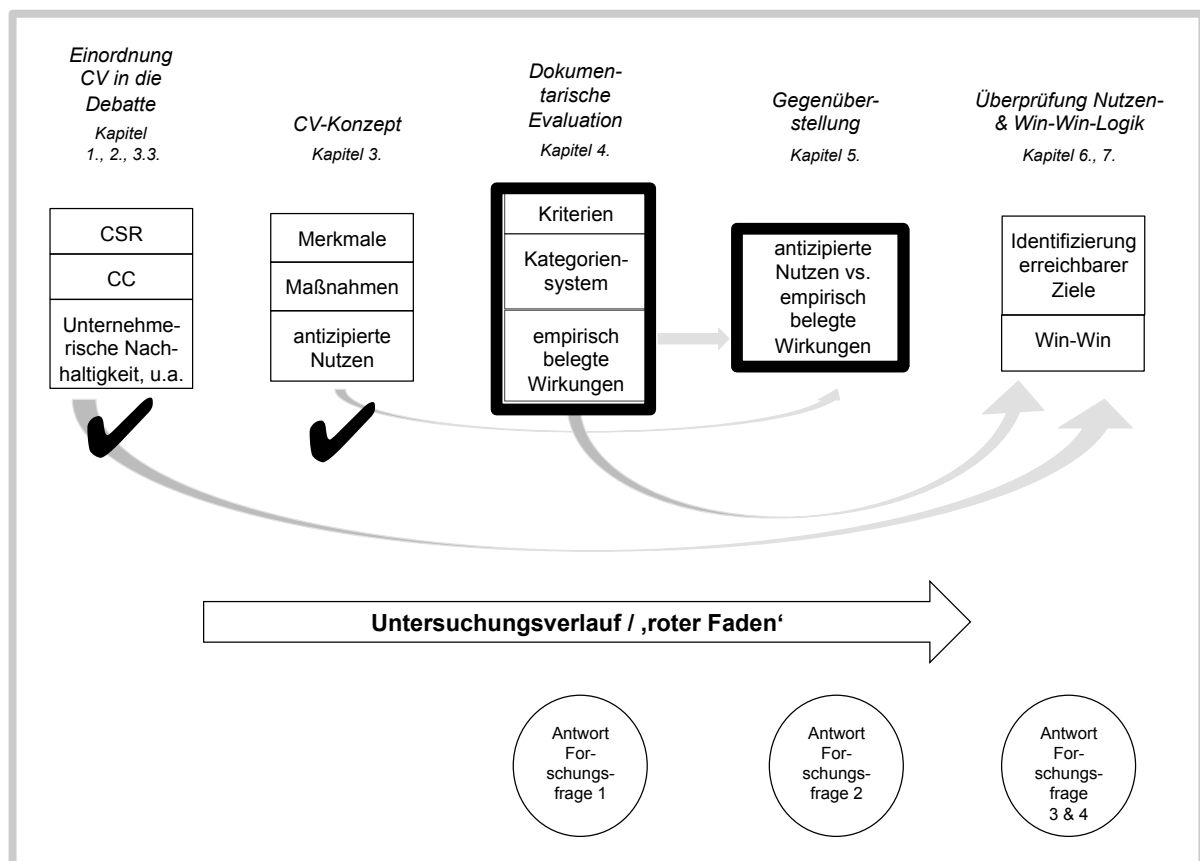 Einordnung
CV in die
Debatte
Kapitel
1., 2., 3.3.
CSR
CC
Unternehme-
rische Nach-
haltigkeit, u.a.
CV-Konzept
Kapitel 3.
Merkmale
Maßnahmen
antizipierte
Nutzen
Dokumen-
tarische
Evaluation
Kapitel 4.
Kriterien
Kategorien-
system
empirisch
belegte
Wirkungen
Gegenüber-
stellung
Kapitel 5.
antizipierte
Nutzen vs.
empirisch
belegte
Wirkungen
Überprüfung Nutzen-
& Win-Win-Logik
Kapitel 6., 7.
Identifizierung
erreichbarer
Ziele
Win-Win
Untersuchungsverlauf / ‚roter Faden‘
Antwort
For-
schungs-
frage 1
Antwort
For-
schungs-
frage 2
Antwort
For-
schungs-
frage
3 & 4